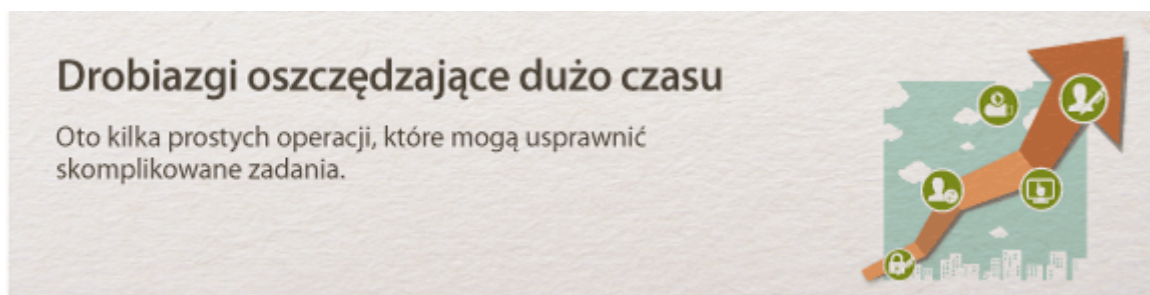 Drobiazgi oszczędzające dużo czasu
Oto kilka prostych operacji, które mogą usprawnić
skomplikowane zadania.